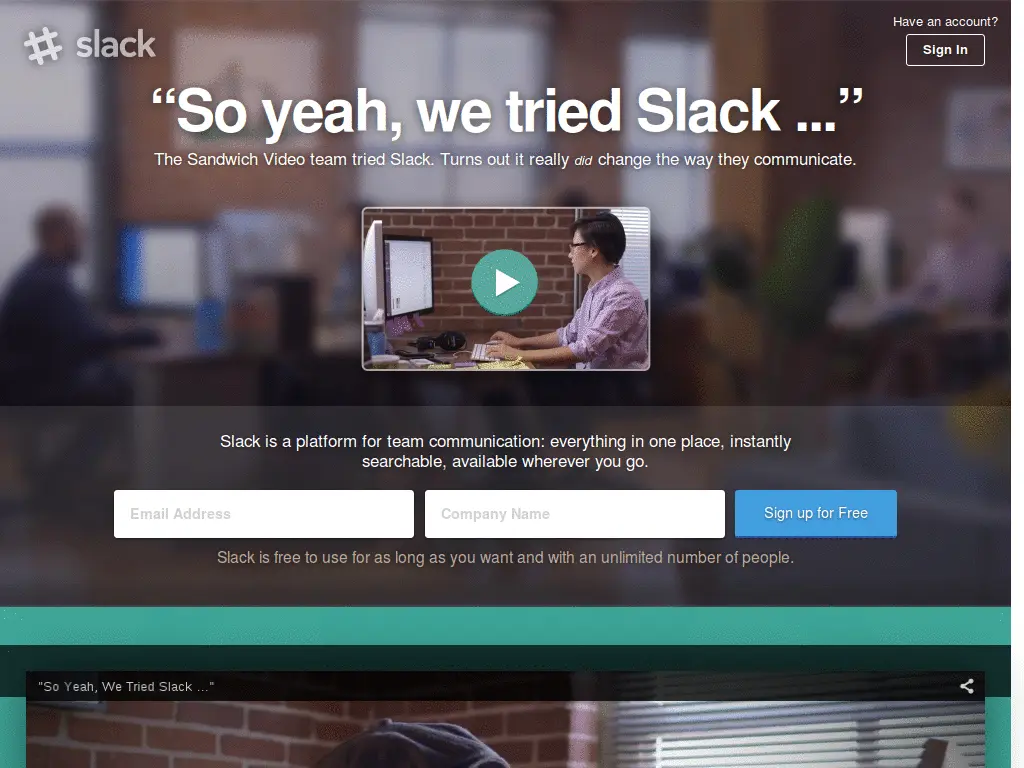 slack
Have an account?
Sign In
“So yeah, we tried Slack ...”
The Sandwich Video team tried Slack. Turns out it really did change the way they communicate.
Slack is a platform for team communication: everything in one place, instantly
searchable, available wherever you go.
Email Address
Company Name
Sign up for Free
Slack is free to use for as long as you want and with an unlimited number of people.
"So Yeah, We Tried Slack ..."